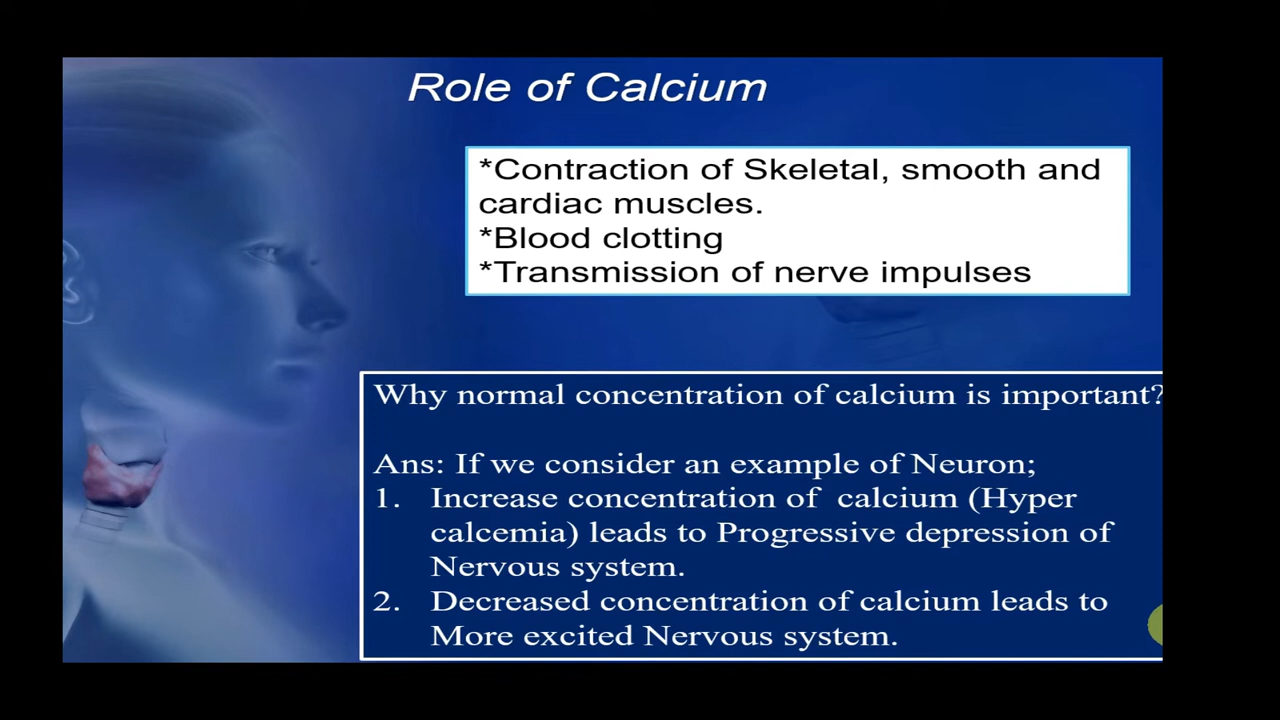 Role of Calcium
*Contraction of Skeletal, smooth and
cardiac muscles.
*Blood clotting
*Transmission of nerve impulses
Why normal concentration of calcium is important?
Ans: If we consider an example of Neuron;
1. Increase concentration of calcium (Hyper
calcemia) leads to Progressive depression of
Nervous system.
2. Decreased concentration of calcium leads to
More excited Nervous system.